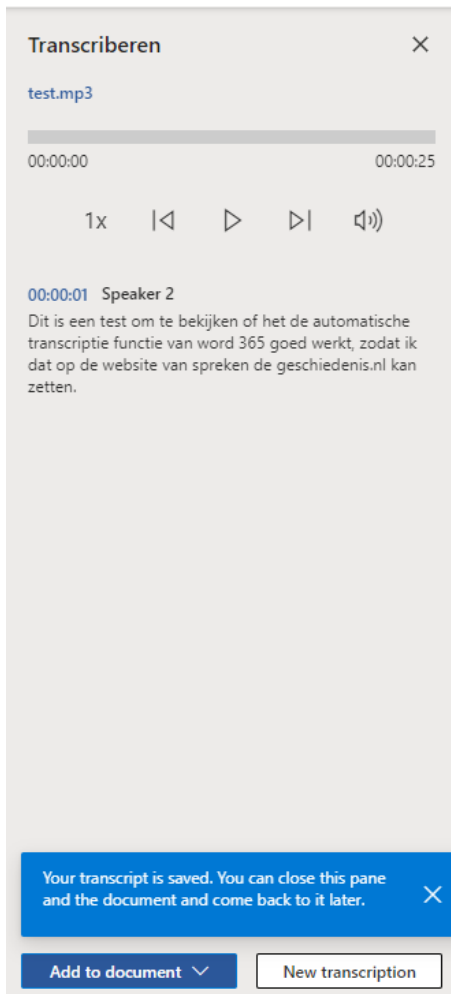 Transcriberen
test.mp3
00:00:00 00:00:25
1x
00:00:01 Speaker 2
Dit is een test om te bekijken of het de automatische
transcriptie functie van word 365 goed werkt, zodat ik
dat op de website van spreken de geschiedenis.nl kan
zetten.
Your transcript is saved. You can close this pane
and the document and come back to it later.
Add to document New transcription